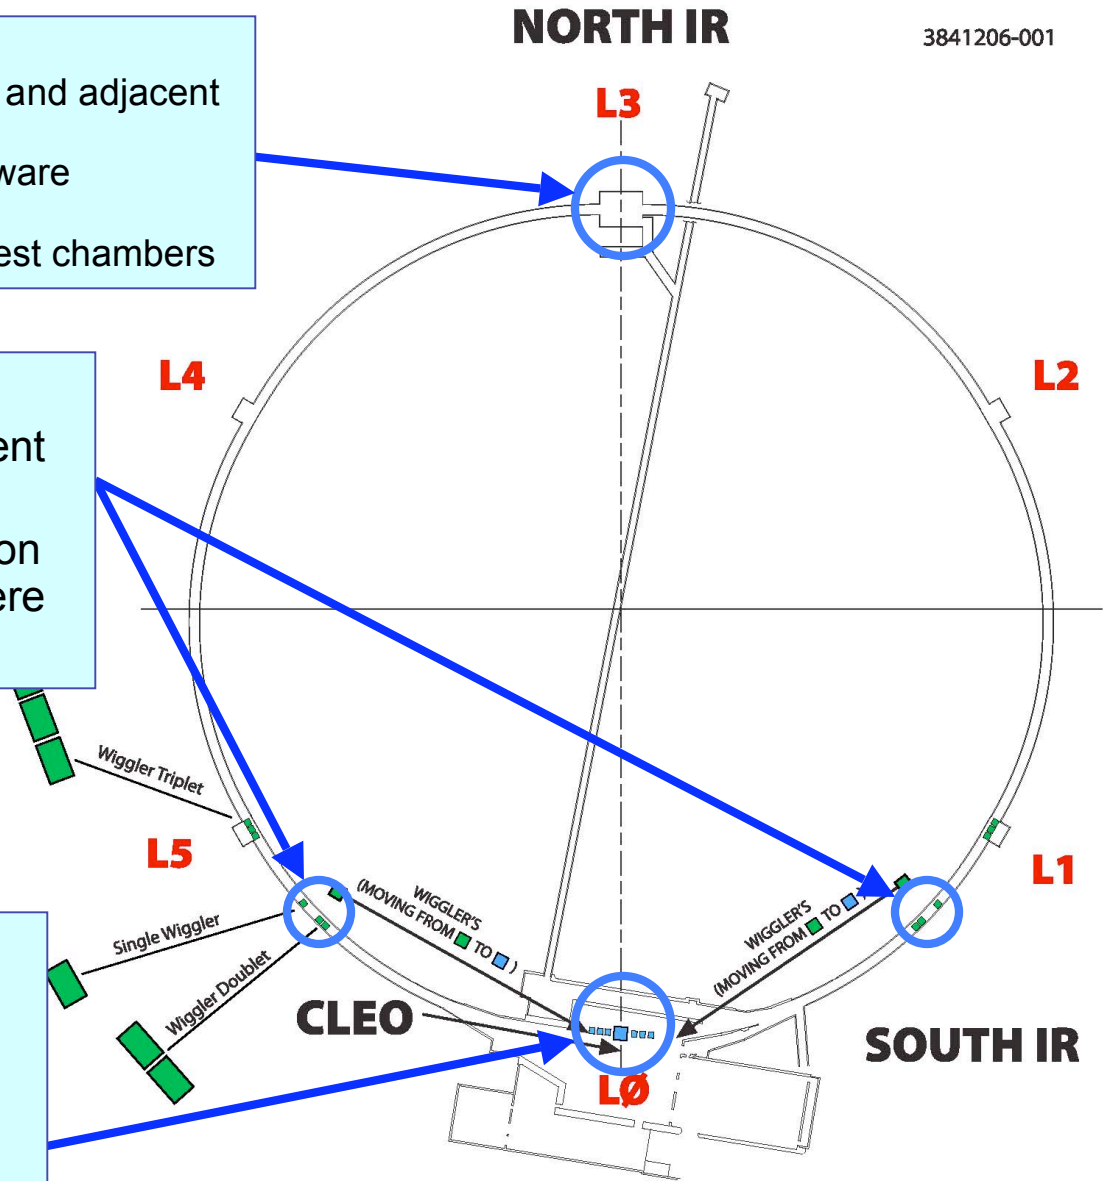 NORTH IR
3841206-001
and adjacent
ware
est chambers
L3
L4
L2
ent
on
ere
Wiggler Triplet
L5
L1
WIGGLER'S
(MOVING FROM TO )
WIGGLER'S
(MOVING FROM TO )
Single Wiggler
Wiggler Doublet
CLEO
SOUTH IR
LØ